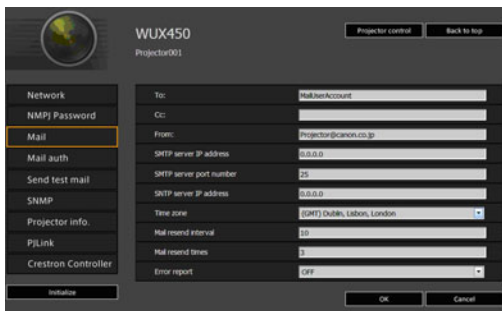 WUX450
Projector001
Projector control
Back to top
Network
NMPJ Password
Mail
Mail auth
Send test mail
SNMP
Projector info.
PJLink
Crestron Controller
Initialize
To: MailUserAccount
Cc:
From: Projector@canon.co.jp
SMTP server IP address 0.0.0.0
SMTP server port number 25
SNTP server IP address 0.0.0.0
Time zone (GMT) Dublin, Lisbon, London
Mail resend interval 10
Mail resend times 3
Error report OFF
OK
Cancel